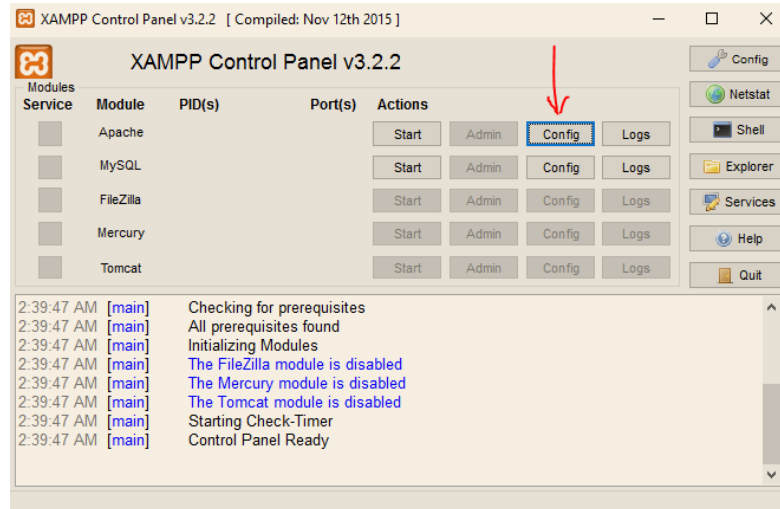 XAMPP Control Panel v3.2.2 [ Compiled: Nov 12th 2015 ]
XAMPP Control Panel v3.2.2
Config
Modules
Service Module PID(s) Port(s) Actions
Netstat
Apache Start Admin Config Logs
Shell
MySQL Start Admin Config Logs
Explorer
FileZilla Start Admin Config Logs
Services
Mercury Start Admin Config Logs
Help
Tomcat Start Admin Config Logs
Quit
2:39:47 AM [main] Checking for prerequisites
2:39:47 AM [main] All prerequisites found
2:39:47 AM [main] Initializing Modules
2:39:47 AM [main] The FileZilla module is disabled
2:39:47 AM [main] The Mercury module is disabled
2:39:47 AM [main] The Tomcat module is disabled
2:39:47 AM [main] Starting Check-Timer
2:39:47 AM [main] Control Panel Ready